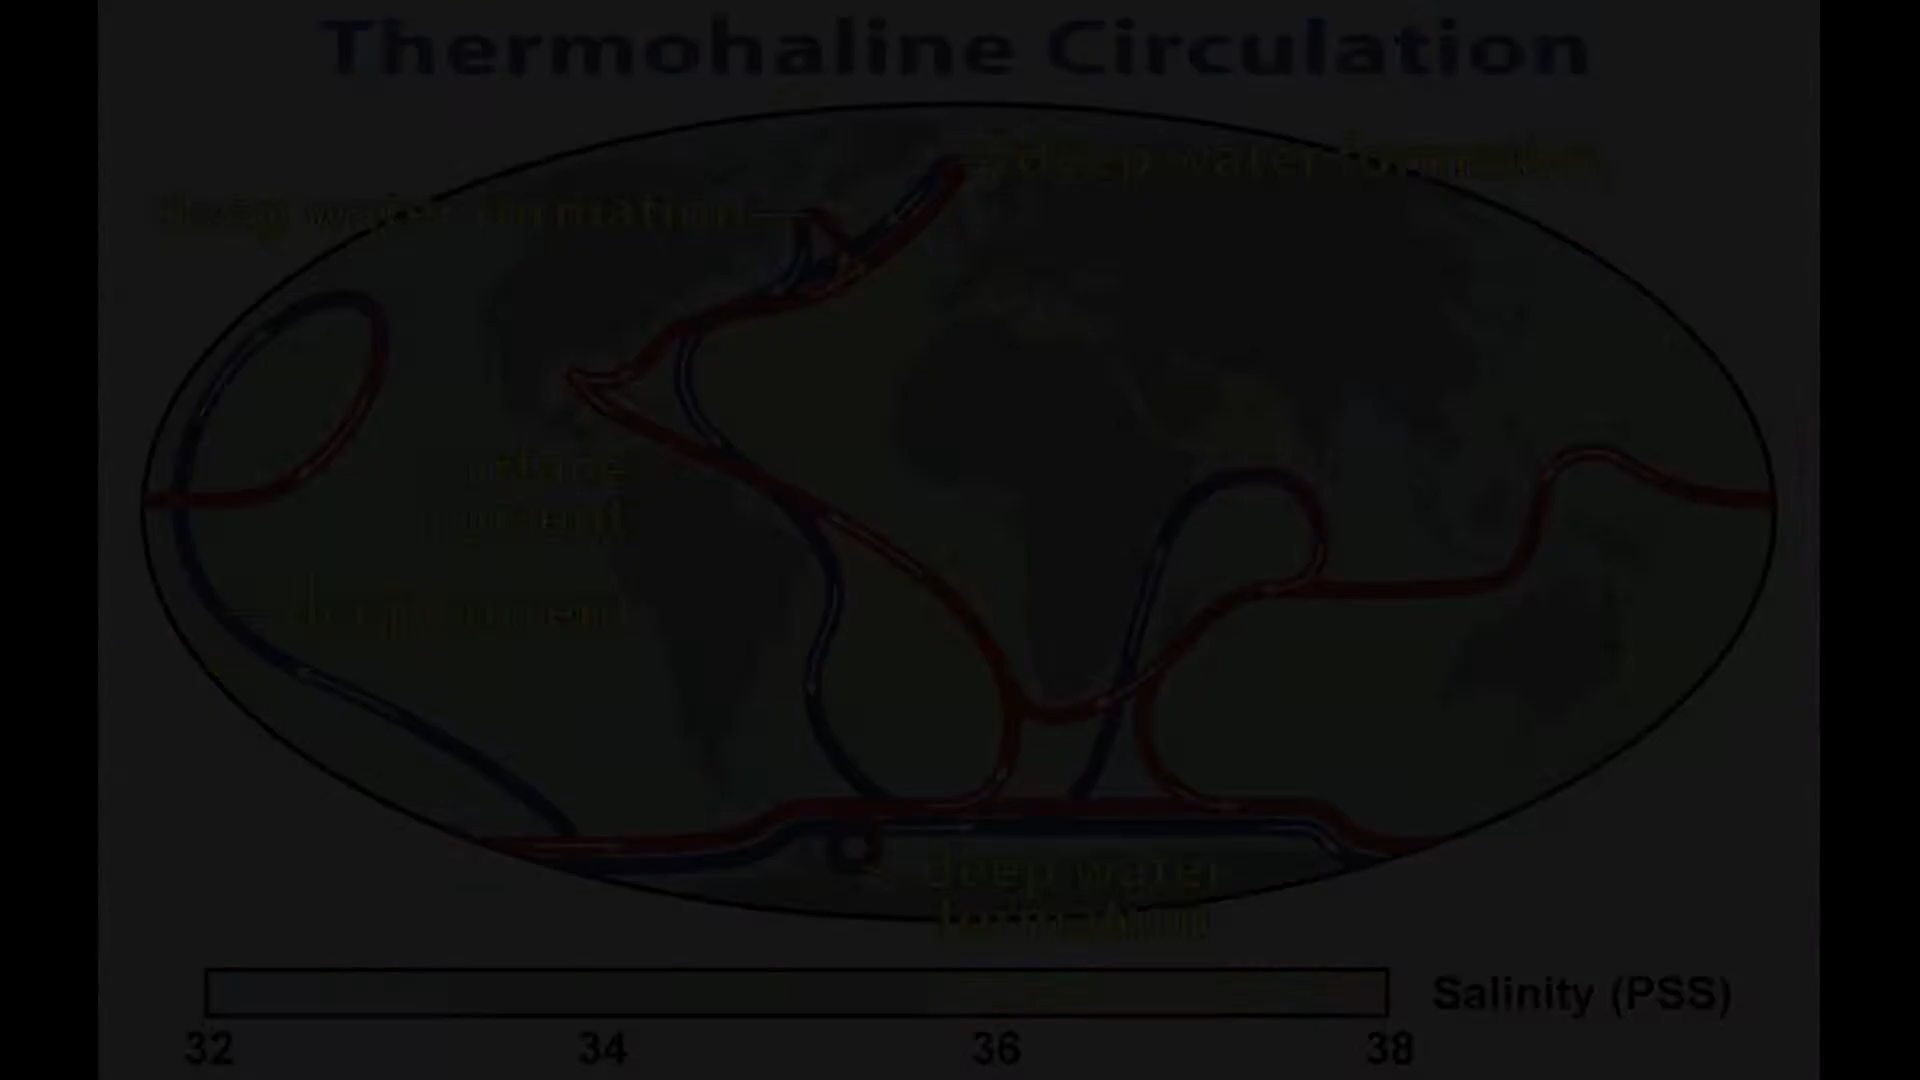 Thermohaline Circulation
deep water formation
deep water formation
surface
current
deep current
deep water
formation
Salinity (PSS)
32 34 36 38